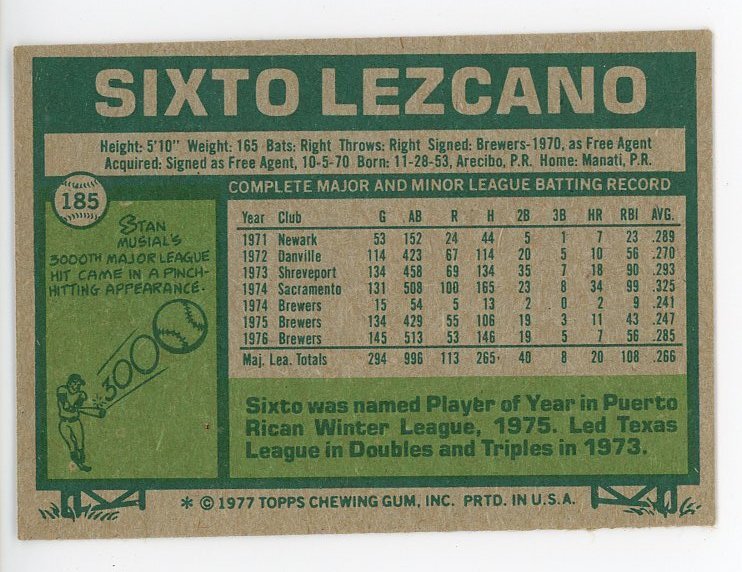 SIXTO LEZCANO
Height: 5'10" Weight: 165 Bats: Right Throws: Right Signed: Brewers-1970, as Free Agent
Acquired: Signed as Free Agent, 10-5-70 Born: 11-28-53, Arecibo, P.R. Home: Manati, P.R.
185
STAN
MUSIAL'S
3000TH MAJOR LEAGUE
HIT CAME IN A PINCH-
HITTING APPEARANCE.
3000
COMPLETE MAJOR AND MINOR LEAGUE BATTING RECORD
Year Club G AB R H 2B 3B HR RBI AVG.
1971 Newark 53 152 24 44 5 1 7 23 .289
1972 Danville 114 423 67 114 20 5 10 56 .270
1973 Shreveport 134 458 69 134 35 7 18 90 .293
1974 Sacramento 131 508 100 165 23 8 34 99 .325
1974 Brewers 15 54 5 13 2 0 2 9 .241
1975 Brewers 134 429 55 106 19 3 11 43 .247
1976 Brewers 145 513 53 146 19 5 7 56 .285
Maj. Lea. Totals 294 996 113 265 40 8 20 108 .266
Sixto was named Player of Year in Puerto
Rican Winter League, 1975. Led Texas
League in Doubles and Triples in 1973.
* © 1977 TOPPS CHEWING GUM, INC. PRTD. IN U.S.A.